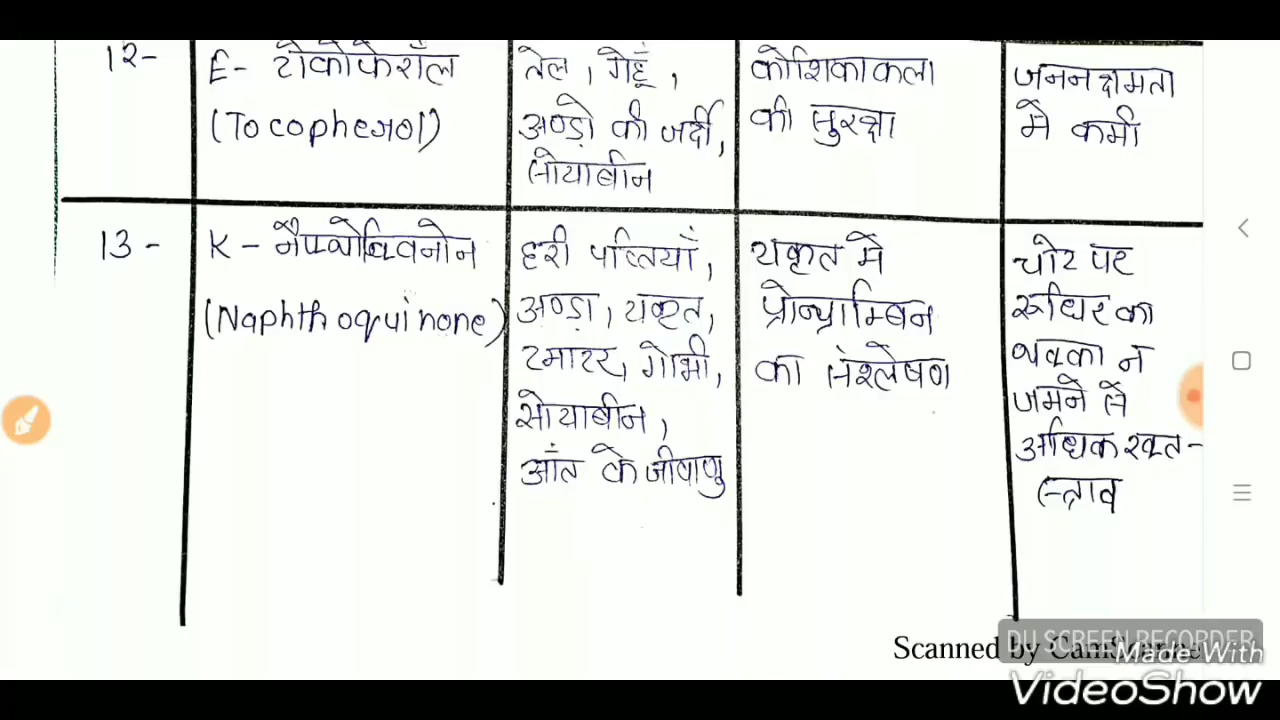 12-
E- टोकोफेरॉल
(Tocopherol)
तेल, गेहूँ,
अण्डो की जर्दी,
सोयाबीन
कोशिकाकला
की सुरक्षा
जननक्षमता
मे कमी
13-
K- नैफ्थोक्विनोन
(Naphthoquinone)
हरी पत्तियाँ,
अण्डा, यकृत,
टमाटर, गोभी,
सोयाबीन,
आंत के जीवाणु
यकृत में
प्रोन्थ्राम्बिन
का संश्लेषण
चोट पर
रूधिर का
थक्का न
जमने से
अधिक रक्त-
स्त्राव
Scanned by CamScanne
DU SCREEN RECORDER
Made With
VideoShow